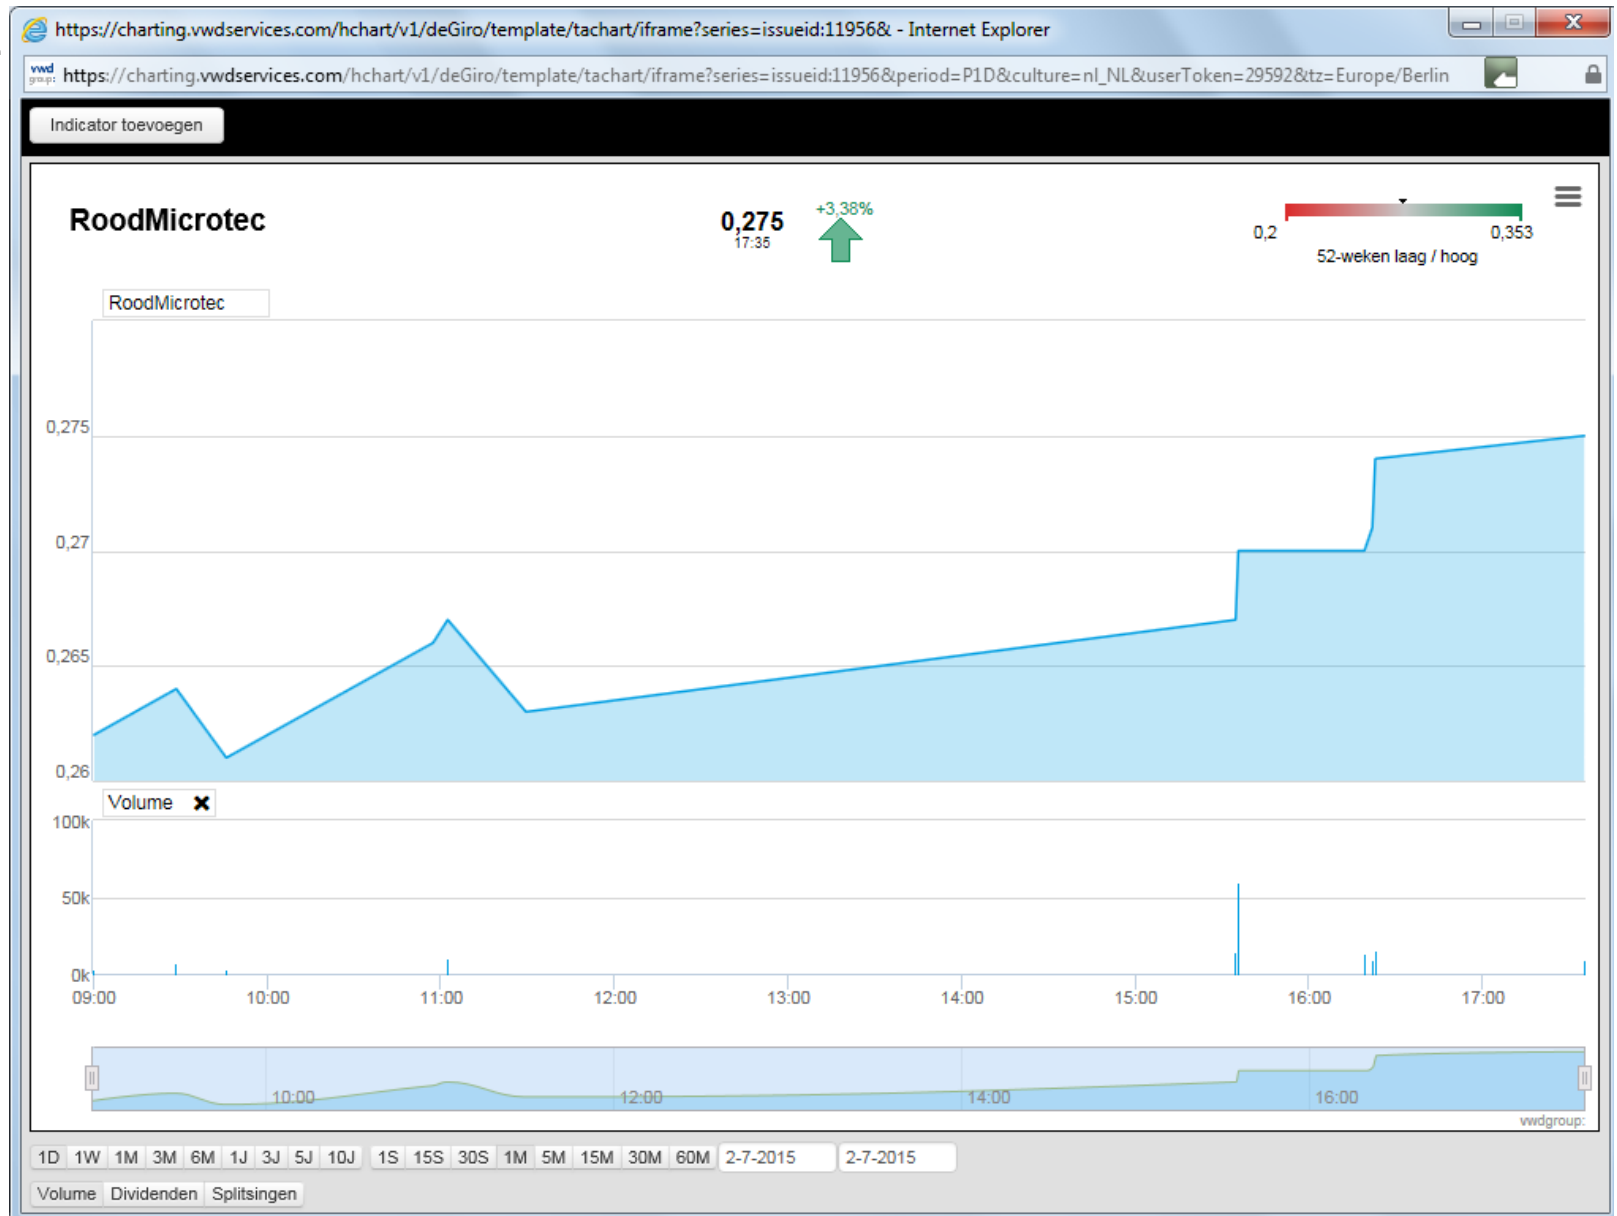 https://charting.vwdservices.com/hchart/v1/deGiro/template/tachart/iframe?series=issueid:11956& - Internet Explorer
vwd group: https://charting.vwdservices.com/hchart/v1/deGiro/template/tachart/iframe?series=issueid:11956&period=P1D&culture=nl_NL&userToken=29592&tz=Europe/Berlin
Indicator toevoegen
RoodMicrotec
0,275
17:35
+3,38%
0,2
0,353
52-weken laag / hoog
RoodMicrotec
0,275
0,27
0,265
0,26
Volume
100k
50k
0k
09:00 10:00 11:00 12:00 13:00 14:00 15:00 16:00 17:00
10:00 12:00 14:00 16:00
vwdgroup:
1D 1W 1M 3M 6M 1J 3J 5J 10J 1S 15S 30S 1M 5M 15M 30M 60M 2-7-2015 2-7-2015
Volume Dividenden Splitsingen